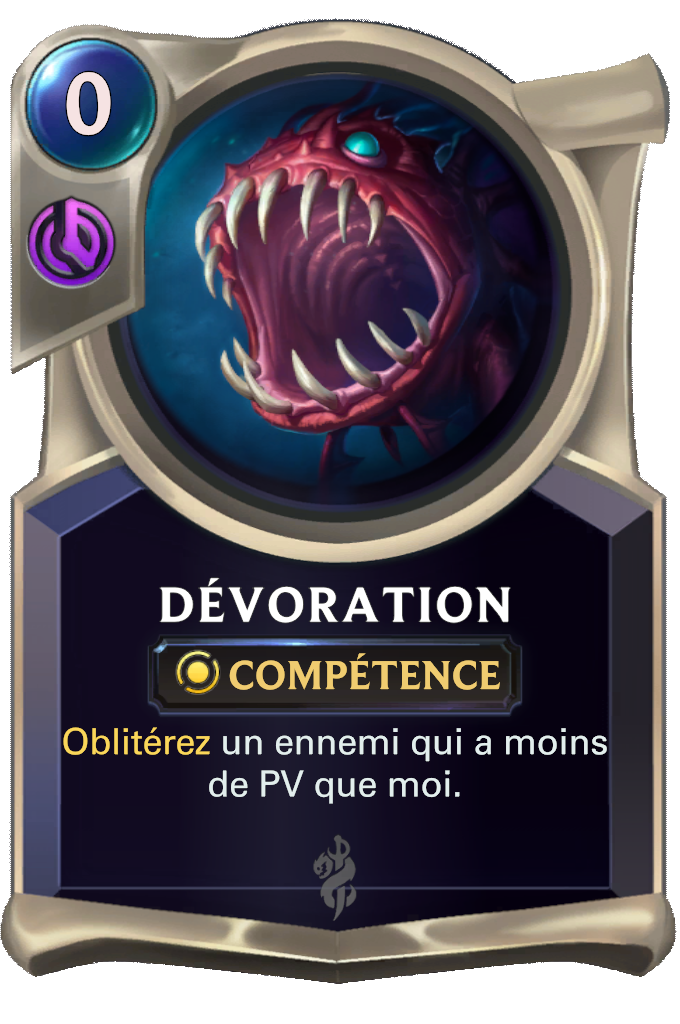 0
DÉVORATION
COMPÉTENCE
Oblitérez un ennemi qui a moins
de PV que moi.